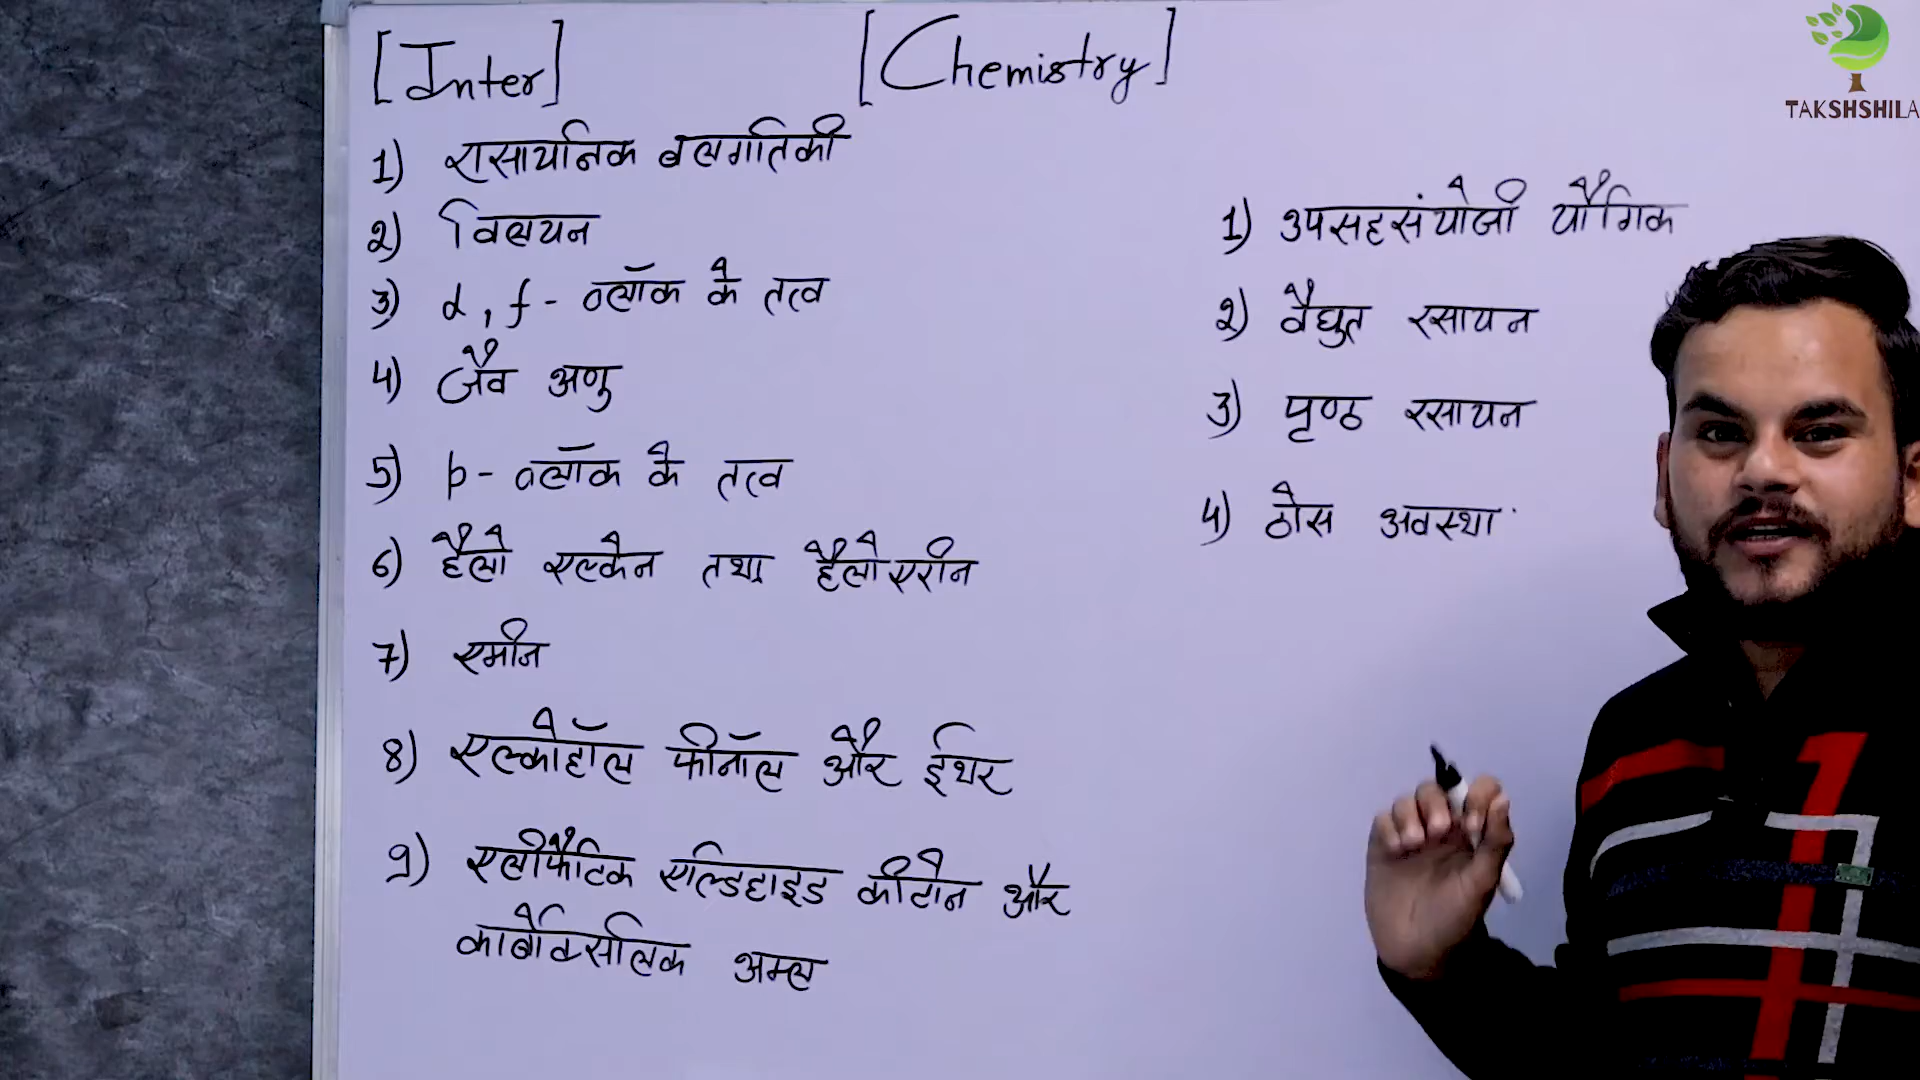 [Inter] [Chemistry]
1) रासायनिक बलगतिकी
2) विलयन
3) d, f - ब्लॉक के तत्व
4) जैव अणु
5) p - ब्लॉक के तत्व
6) हैलो एल्केन तथा हैलोएरीन
7) एमीन
8) एल्कोहॉल फीनॉल और ईथर
9) एलीफैटिक एल्डिहाइड कीटोन और
कार्बोक्सलिक अम्ल
1) उपसहसंयोजी यौगिक
2) वैद्युत रसायन
3) पृष्ठ रसायन
4) ठोस अवस्था
TAKSHSHILA